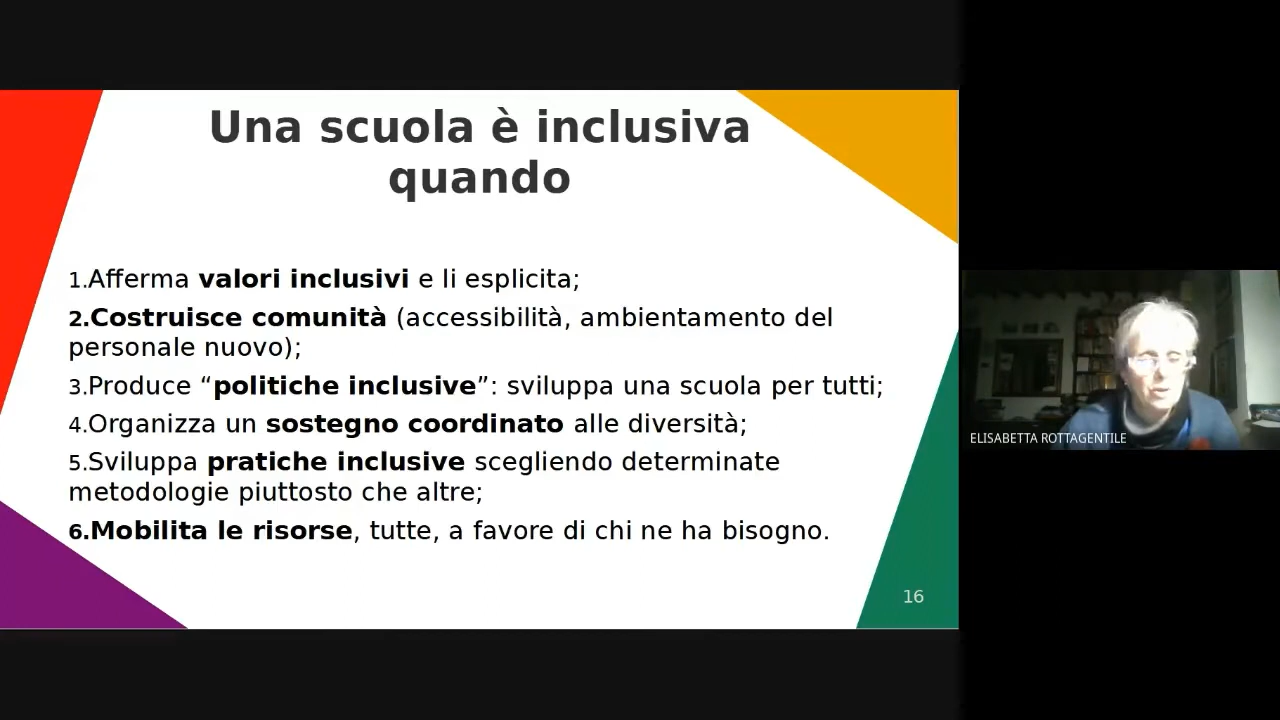 Una scuola è inclusiva
quando
1.Afferma valori inclusivi e li esplicita;
2.Costruisce comunità (accessibilità, ambientamento del
personale nuovo);
3.Produce “politiche inclusive”: sviluppa una scuola per tutti;
4.Organizza un sostegno coordinato alle diversità;
5.Sviluppa pratiche inclusive scegliendo determinate
metodologie piuttosto che altre;
6.Mobilita le risorse, tutte, a favore di chi ne ha bisogno.
16
ELISABETTA ROTTAGENTILE